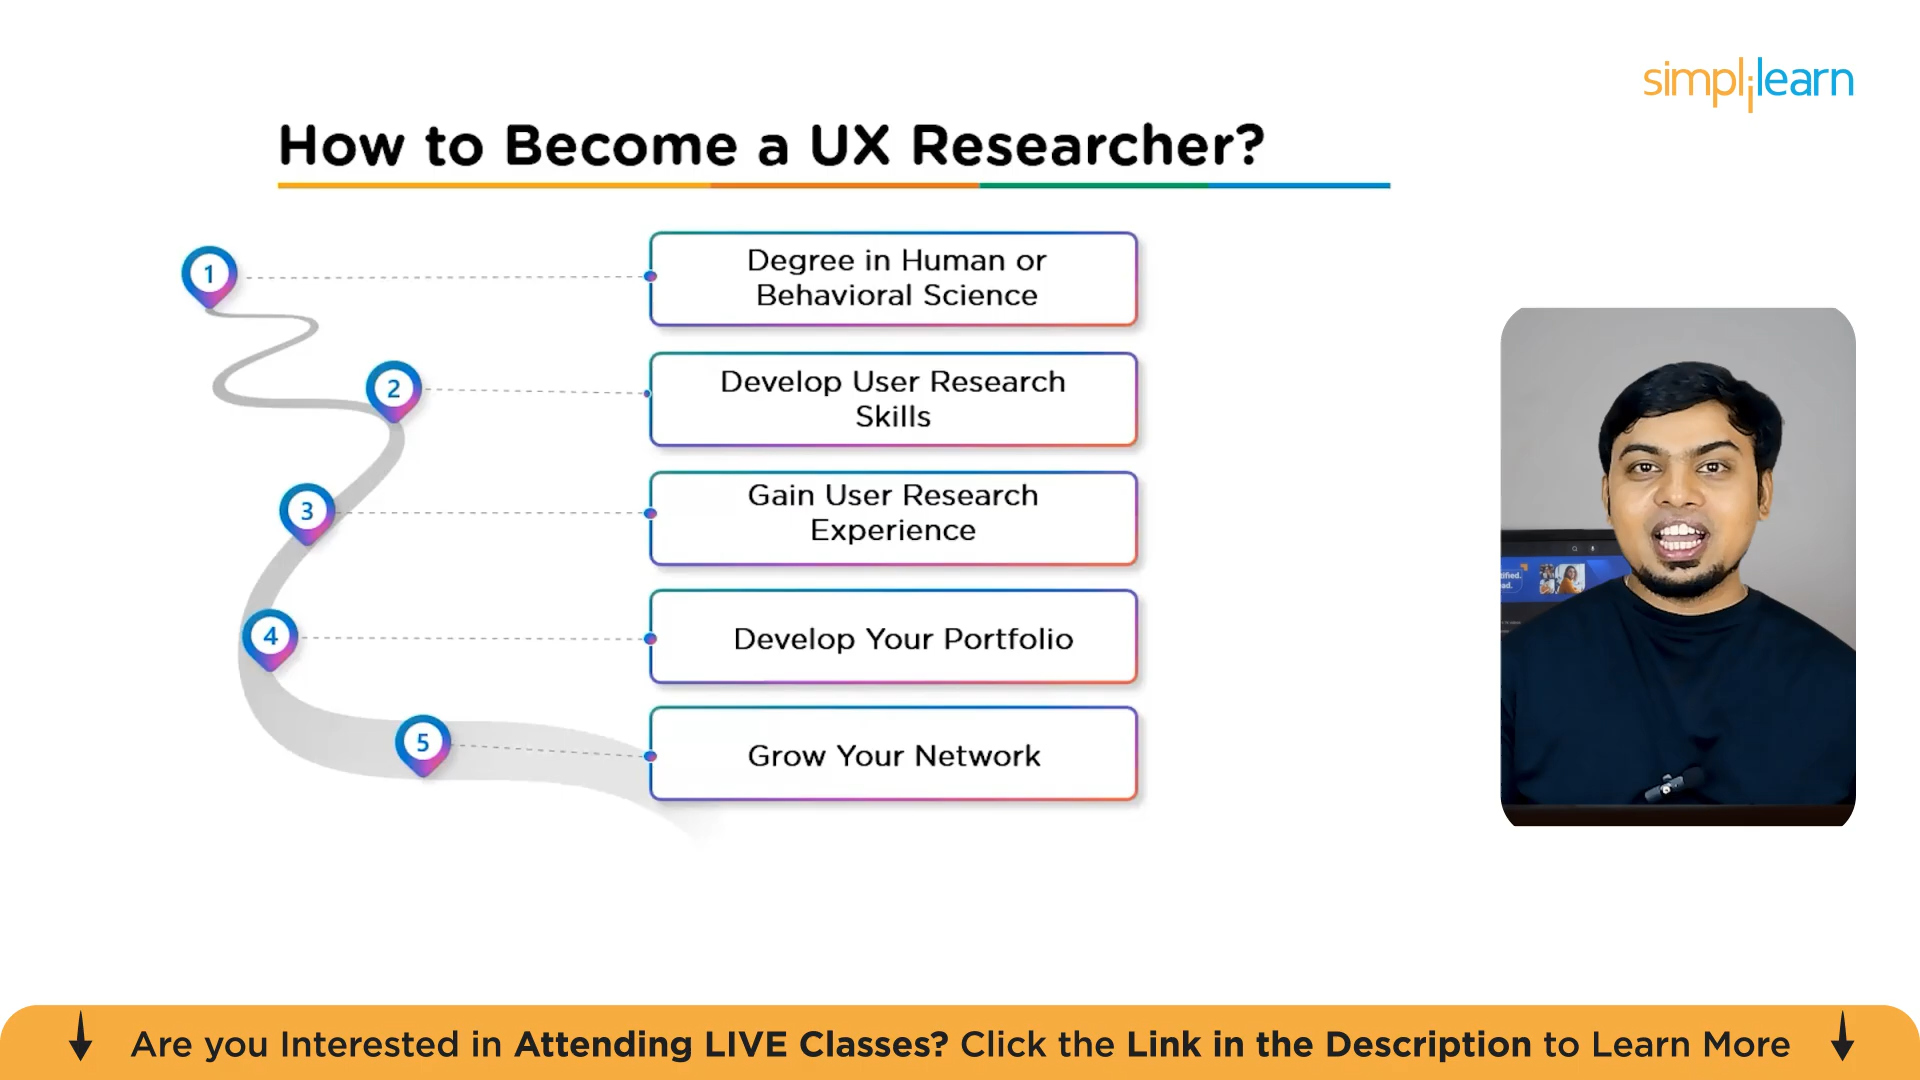 simplilearn
How to Become a UX Researcher?
1
Degree in Human or
Behavioral Science
2
Develop User Research
Skills
3
Gain User Research
Experience
4
Develop Your Portfolio
5
Grow Your Network
Are you Interested in Attending LIVE Classes? Click the Link in the Description to Learn More